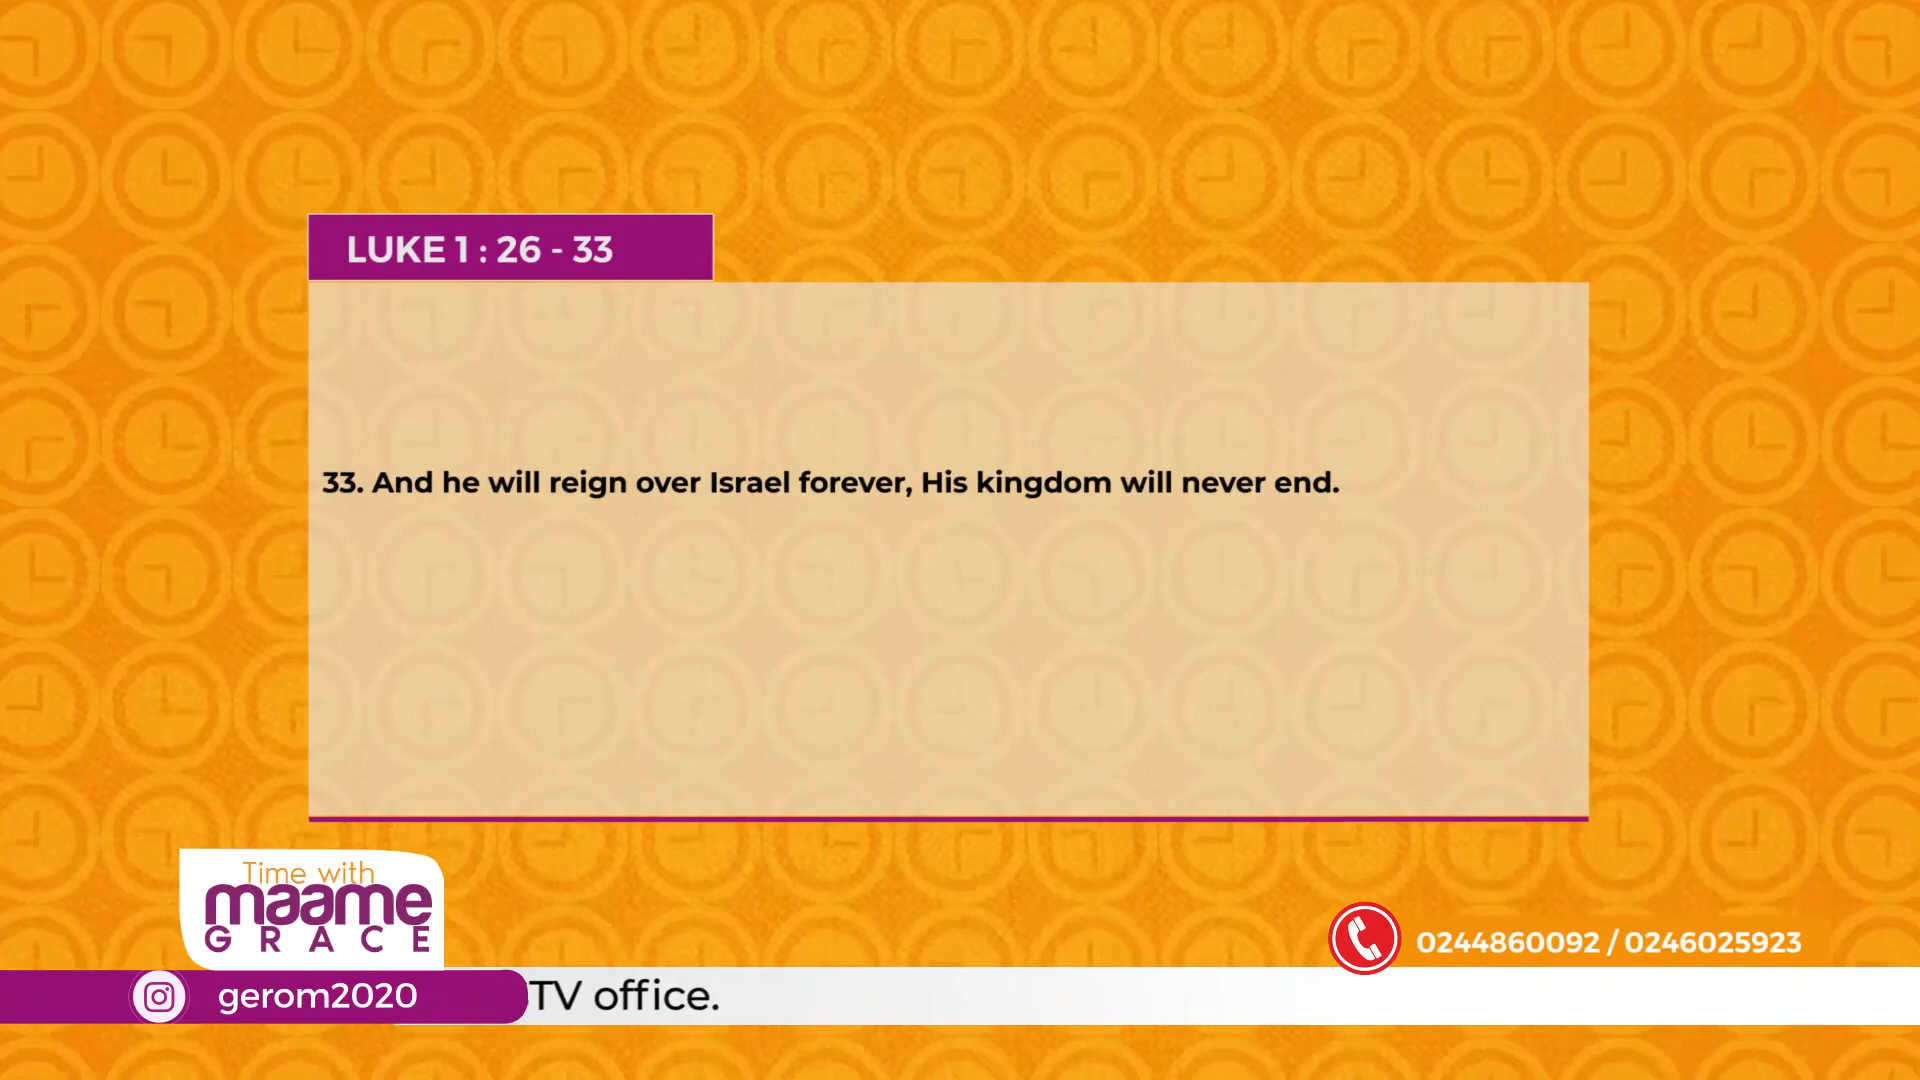 LUKE 1 : 26 - 33
33. And he will reign over Israel forever, His kingdom will never end.
Time with
maame
GRACE
0244860092 / 0246025923
gerom2020
TV office.